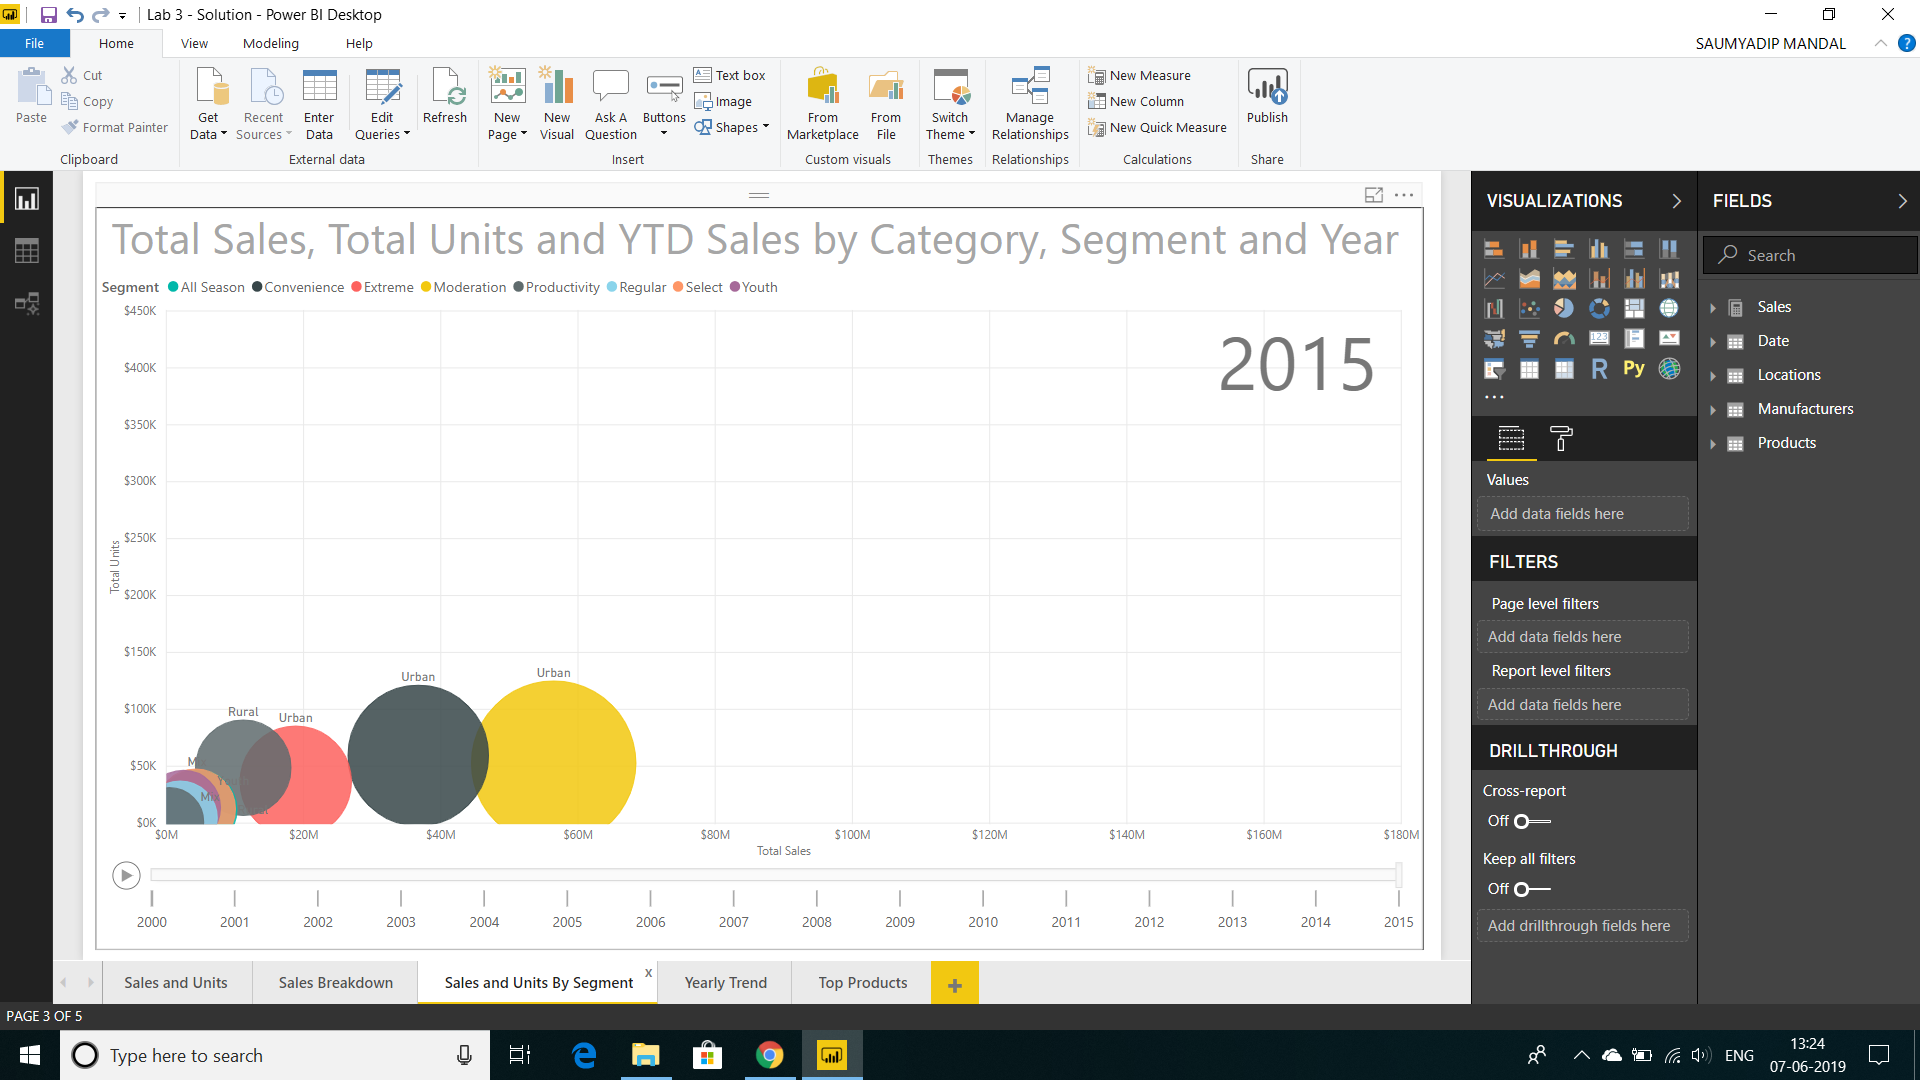 Lab 3 - Solution - Power BI Desktop
File Home View Modeling Help SAUMYADIP MANDAL
Paste
Cut
Copy
Format Painter
Clipboard
Get Data
Recent Sources
Enter Data
Edit Queries
Refresh
External data
New Page
New Visual
Ask A Question
Buttons
Text box
Image
Shapes
Insert
From Marketplace
From File
Custom visuals
Switch Theme
Themes
Manage Relationships
Relationships
New Measure
New Column
New Quick Measure
Calculations
Publish
Share
Total Sales, Total Units and YTD Sales by Category, Segment and Year
Segment All Season Convenience Extreme Moderation Productivity Regular Select Youth
2015
$450K
$400K
$350K
$300K
$250K
$200K
$150K
$100K
$50K
$0K
Total Units
Urban
Urban
Rural
Urban
$0M $20M $40M $60M $80M $100M $120M $140M $160M $180M
Total Sales
2000 2001 2002 2003 2004 2005 2006 2007 2008 2009 2010 2011 2012 2013 2014 2015
VISUALIZATIONS
123
R
Py
Values
Add data fields here
FILTERS
Page level filters
Add data fields here
Report level filters
Add data fields here
DRILLTHROUGH
Cross-report
Off
Keep all filters
Off
Add drillthrough fields here
FIELDS
Search
Sales
Date
Locations
Manufacturers
Products
Sales and Units Sales Breakdown Sales and Units By Segment x Yearly Trend Top Products +
PAGE 3 OF 5
Type here to search
ENG
13:24
07-06-2019